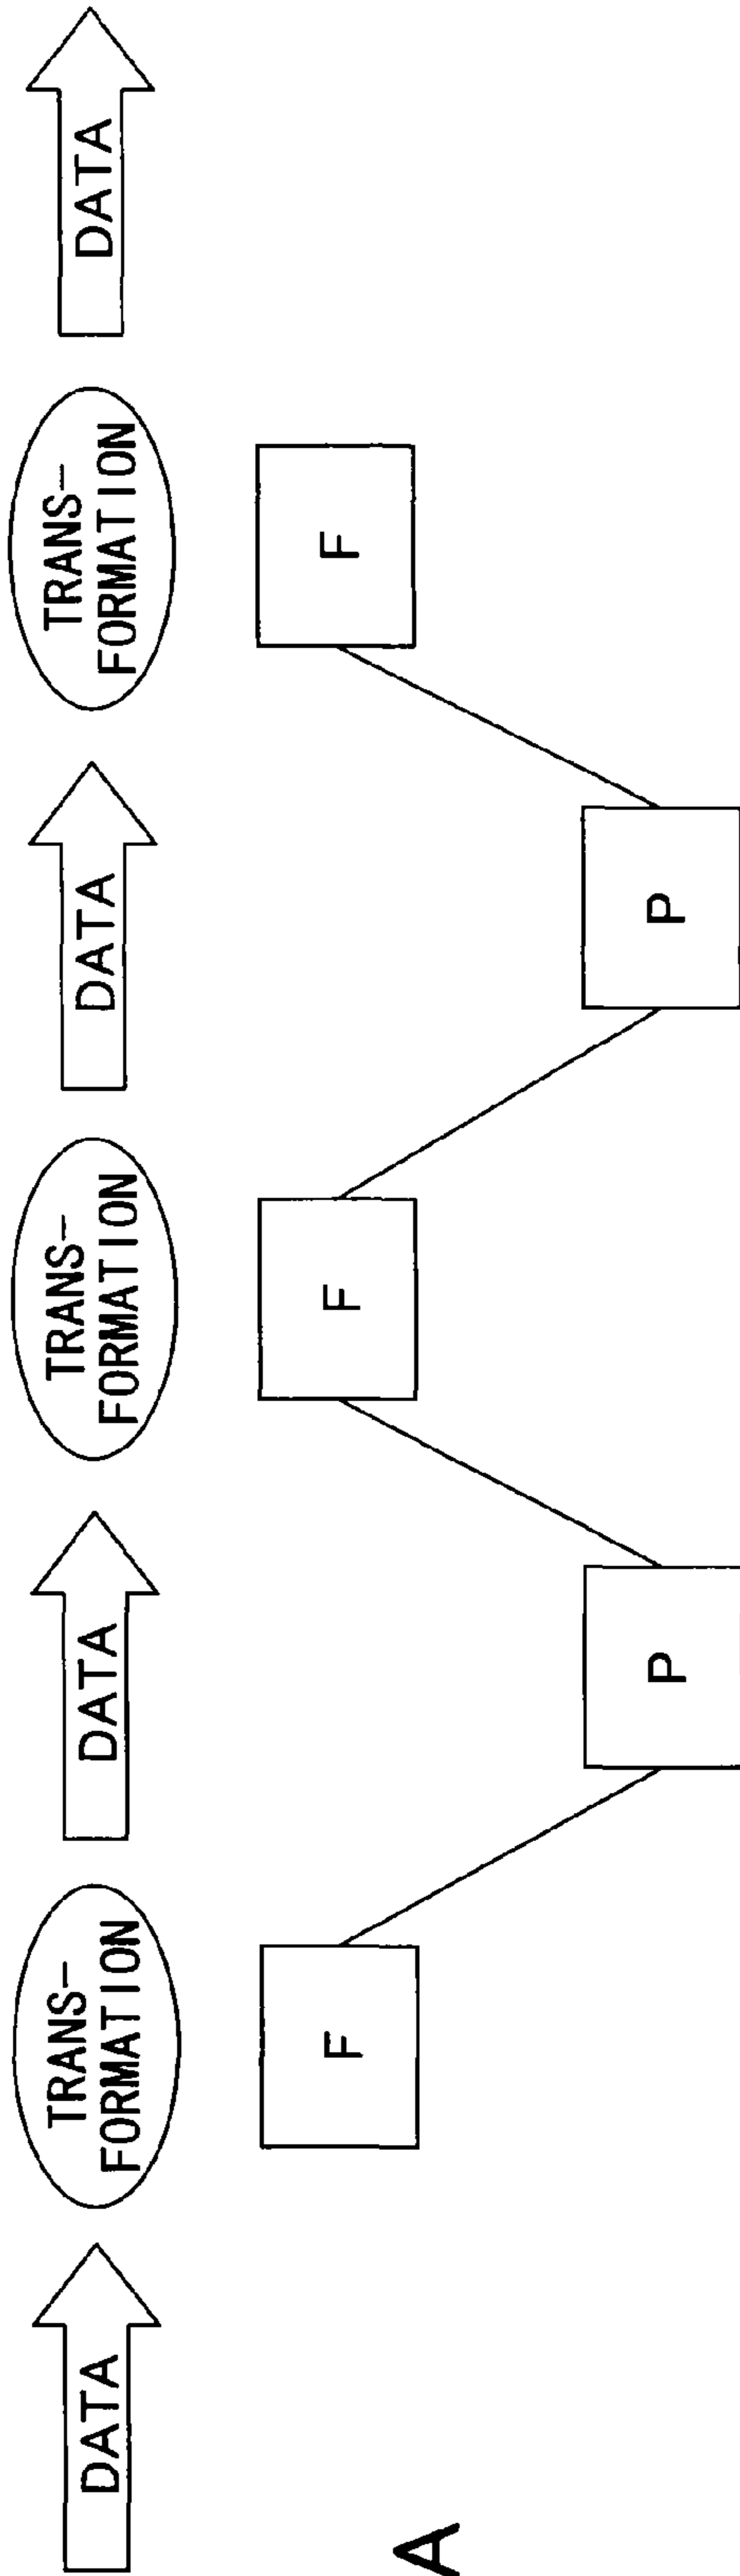 DATA
TRANS-
FORMATION
DATA
TRANS-
FORMATION
DATA
TRANS-
FORMATION
DATA
F
F
F
P
P
A